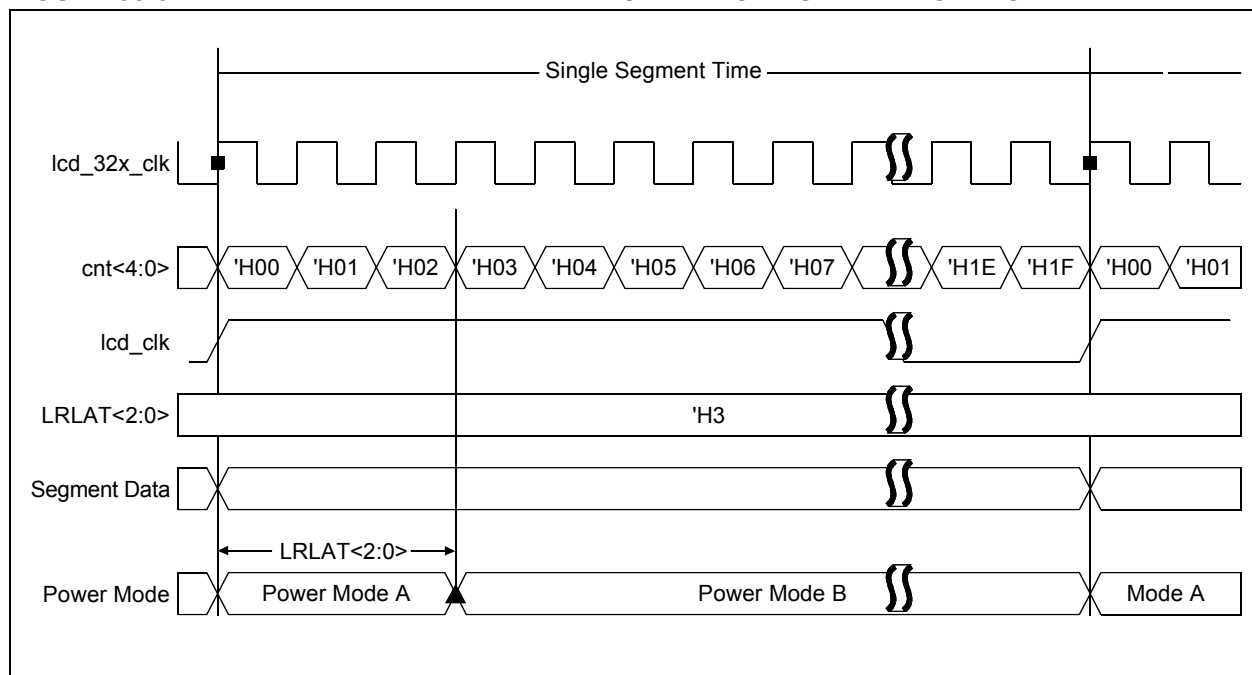 Single Segment Time
lcd_32x_clk
cnt<4:0> 'H00 'H01 'H02 'H03 'H04 'H05 'H06 'H07 'H1E 'H1F 'H00 'H01
lcd_clk
LRLAT<2:0> 'H3
Segment Data
LRLAT<2:0>
Power Mode Power Mode A Power Mode B Mode A